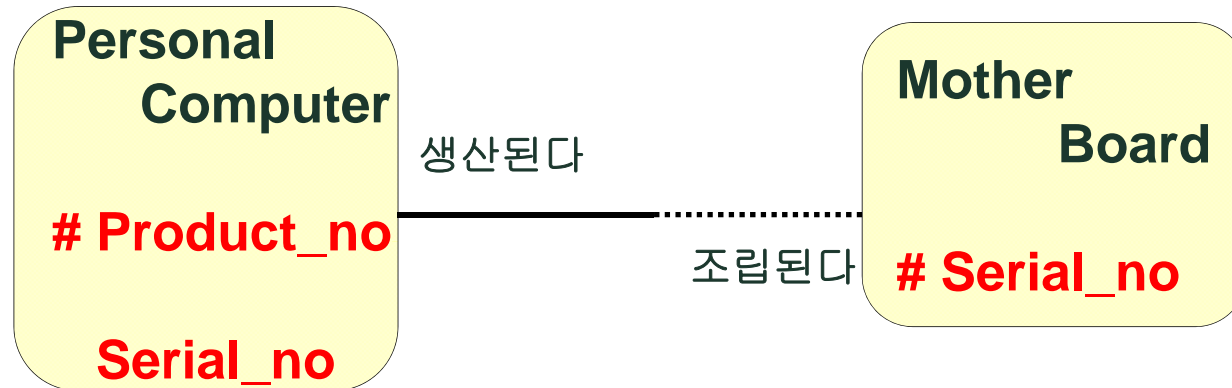 Personal
Computer
# Product_no
Serial_no
생산된다
조립된다
Mother
Board
# Serial_no